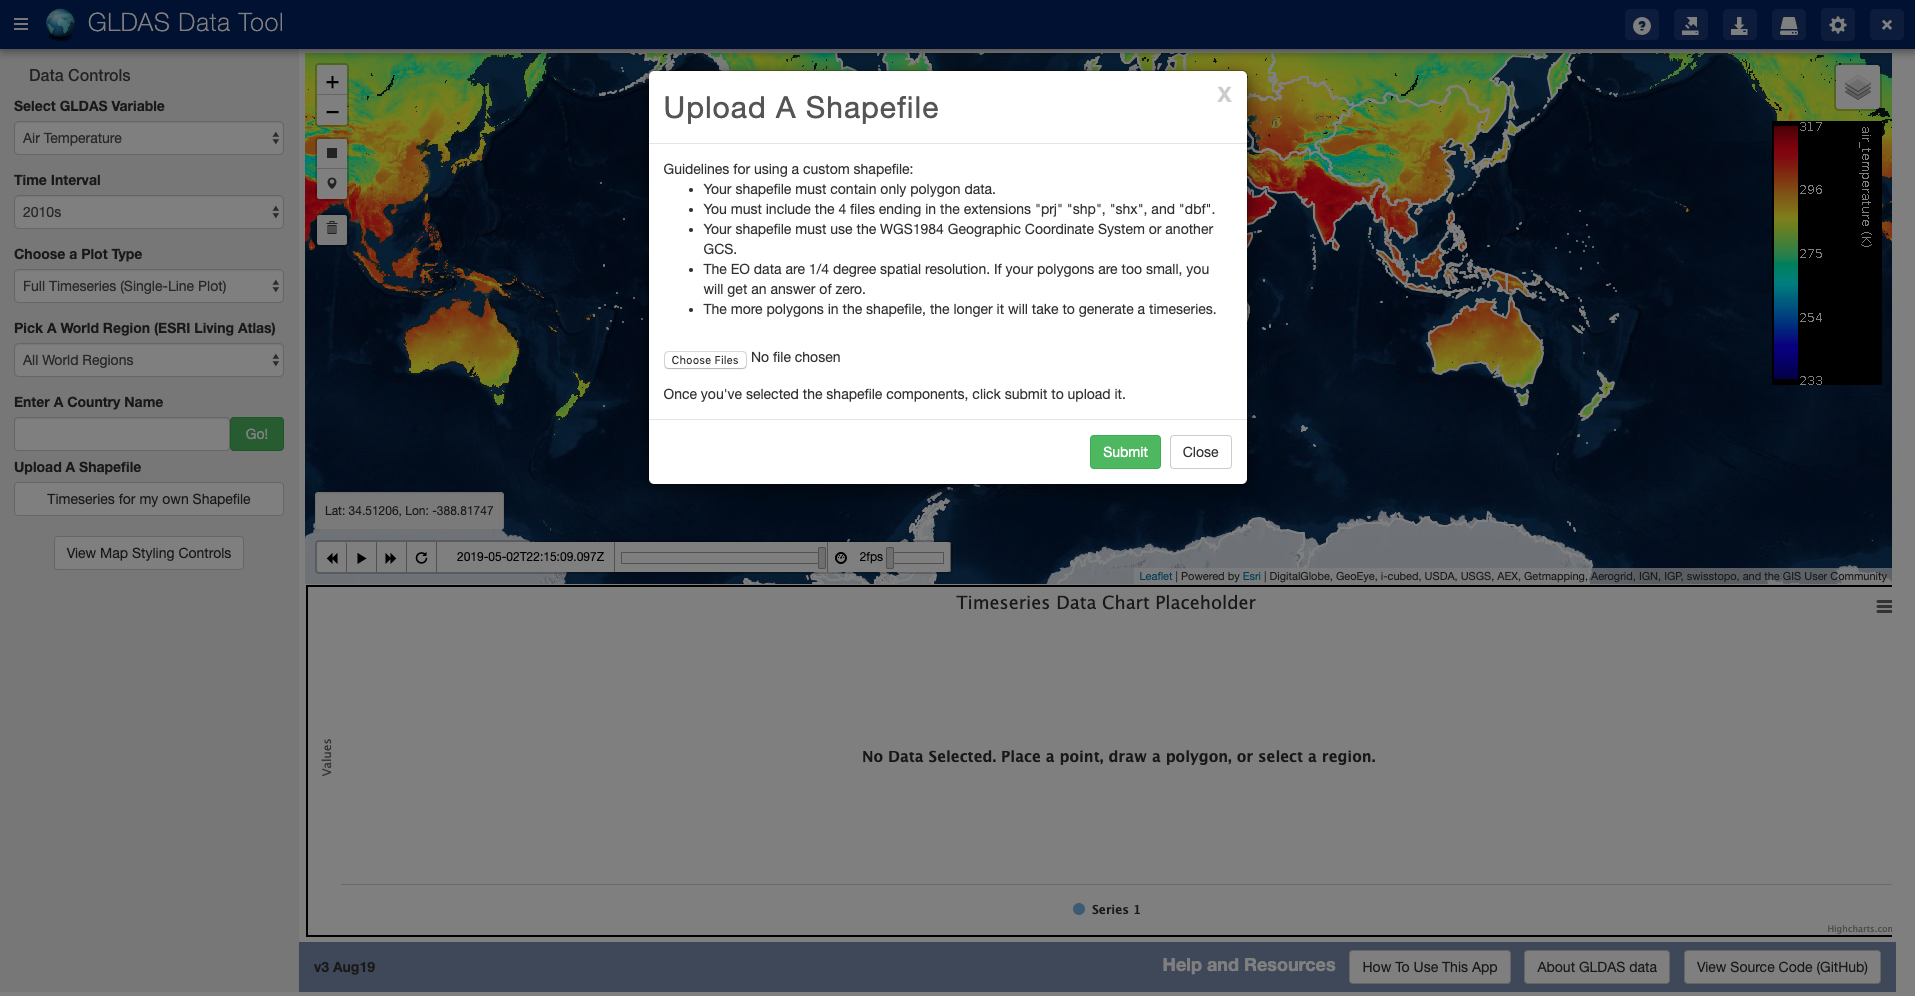 GLDAS Data Tool
Data Controls
Select GLDAS Variable
Air Temperature
Time Interval
2010s
Choose a Plot Type
Full Timeseries (Single-Line Plot)
Pick A World Region (ESRI Living Atlas)
All World Regions
Enter A Country Name
Go!
Upload A Shapefile
Timeseries for my own Shapefile
View Map Styling Controls
+
−
Upload A Shapefile
X
Guidelines for using a custom shapefile:
• Your shapefile must contain only polygon data.
• You must include the 4 files ending in the extensions "prj" "shp", "shx", and "dbf".
• Your shapefile must use the WGS1984 Geographic Coordinate System or another
GCS.
• The EO data are 1/4 degree spatial resolution. If your polygons are too small, you
will get an answer of zero.
• The more polygons in the shapefile, the longer it will take to generate a timeseries.
Choose Files No file chosen
Once you've selected the shapefile components, click submit to upload it.
Submit Close
317
296
275
254
233
air_temperature (K)
Lat: 34.51206, Lon: -388.81747
2019-05-02T22:15:09.097Z 2fps
Leaflet | Powered by Esri | DigitalGlobe, GeoEye, i-cubed, USDA, USGS, AEX, Getmapping, Aerogrid, IGN, IGP, swisstopo, and the GIS User Community
Timeseries Data Chart Placeholder
Values
No Data Selected. Place a point, draw a polygon, or select a region.
Series 1
Highcharts.com
v3 Aug19
Help and Resources How To Use This App About GLDAS data View Source Code (GitHub)